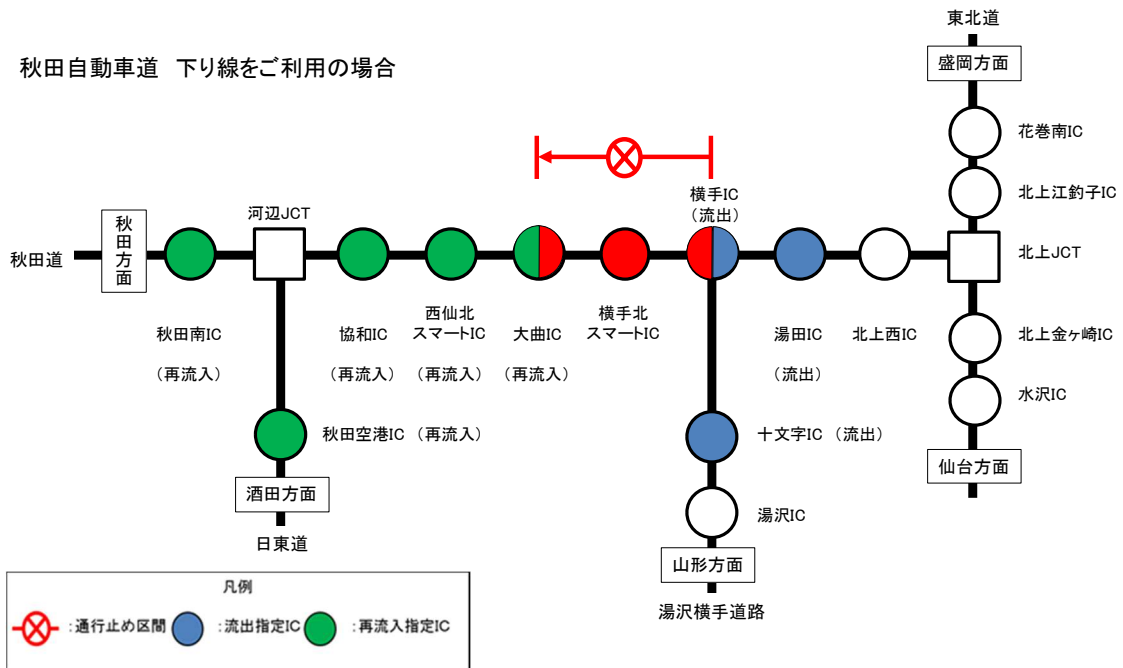 東北道
盛岡方面
秋田自動車道 下り線をご利用の場合
花巻南IC
北上江釣子IC
横手IC
（流出）
河辺JCT
秋田方面
秋田道
北上JCT
秋田南IC
（再流入）
協和IC
（再流入）
西仙北
スマートIC
（再流入）
大曲IC
（再流入）
横手北
スマートIC
湯田IC
（流出）
北上西IC
北上金ヶ崎IC
水沢IC
仙台方面
秋田空港IC （再流入）
酒田方面
日東道
十文字IC （流出）
湯沢IC
山形方面
湯沢横手道路
凡例
:通行止め区間
:流出指定IC
:再流入指定IC